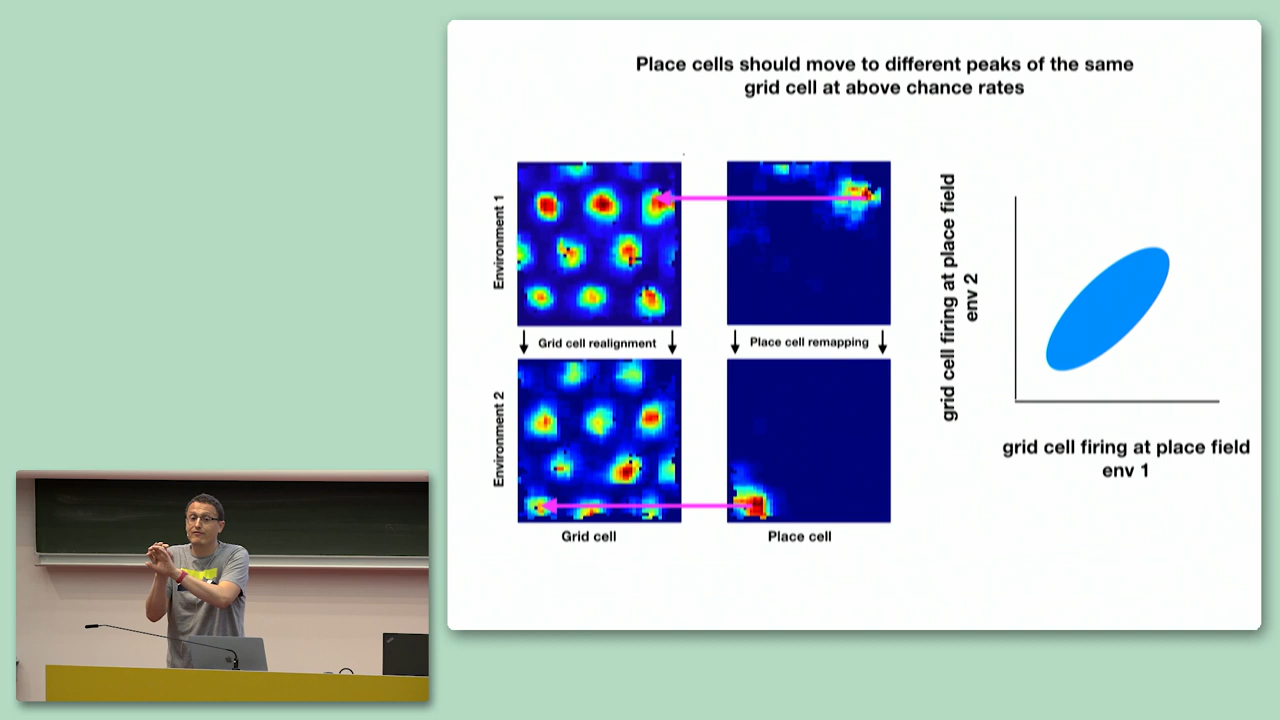 Place cells should move to different peaks of the same
grid cell at above chance rates
Environment 1
Grid cell realignment
Place cell remapping
Environment 2
Grid cell
Place cell
grid cell firing at place field
env 2
grid cell firing at place field
env 1